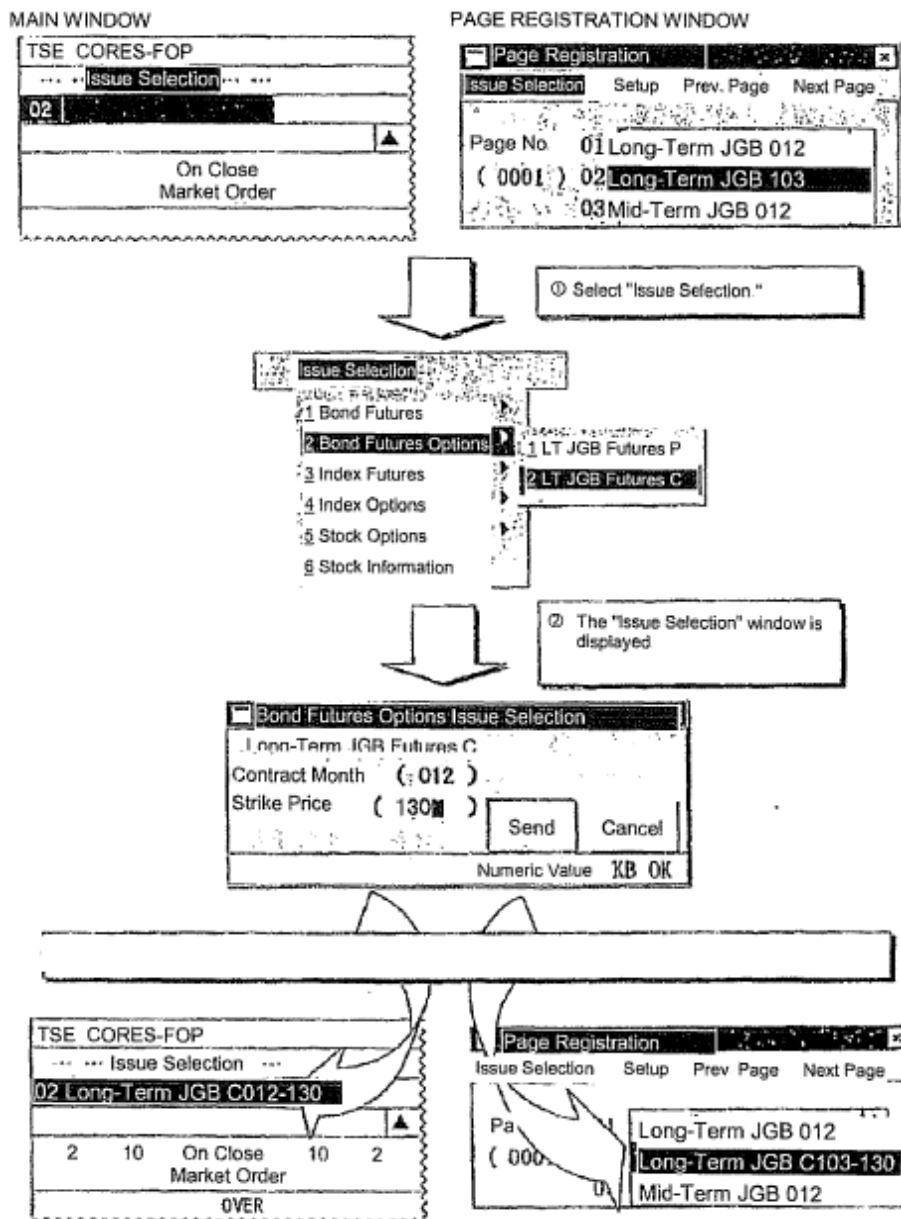 MAIN WINDOW
PAGE REGISTRATION WINDOW
TSE CORES-FOP
... .. Issue Selection ... ..
02
▲
On Close
Market Order
Page Registration
Issue Selection Setup Prev. Page Next Page
Page No. 01 Long-Term JGB 012
( 0001 ) 02 Long-Term JGB 103
03 Mid-Term JGB 012
① Select "Issue Selection."
Issue Selection
1 Bond Futures
2 Bond Futures Options
3 Index Futures
4 Index Options
5 Stock Options
6 Stock Information
1 LT JGB Futures P
2 LT JGB Futures C
② The "Issue Selection" window is
displayed
Bond Futures Options Issue Selection
Long-Term JGB Futures C
Contract Month ( 012 )
Strike Price ( 130 )
Send Cancel
Numeric Value KB OK
TSE CORES-FOP
... ... Issue Selection ...
02 Long-Term JGB C012-130
▲
2 10 On Close 10 2
Market Order
OVER
Page Registration
Issue Selection Setup Prev Page Next Page
Pa
( 000
Long-Term JGB 012
Long-Term JGB C103-130
Mid-Term JGB 012